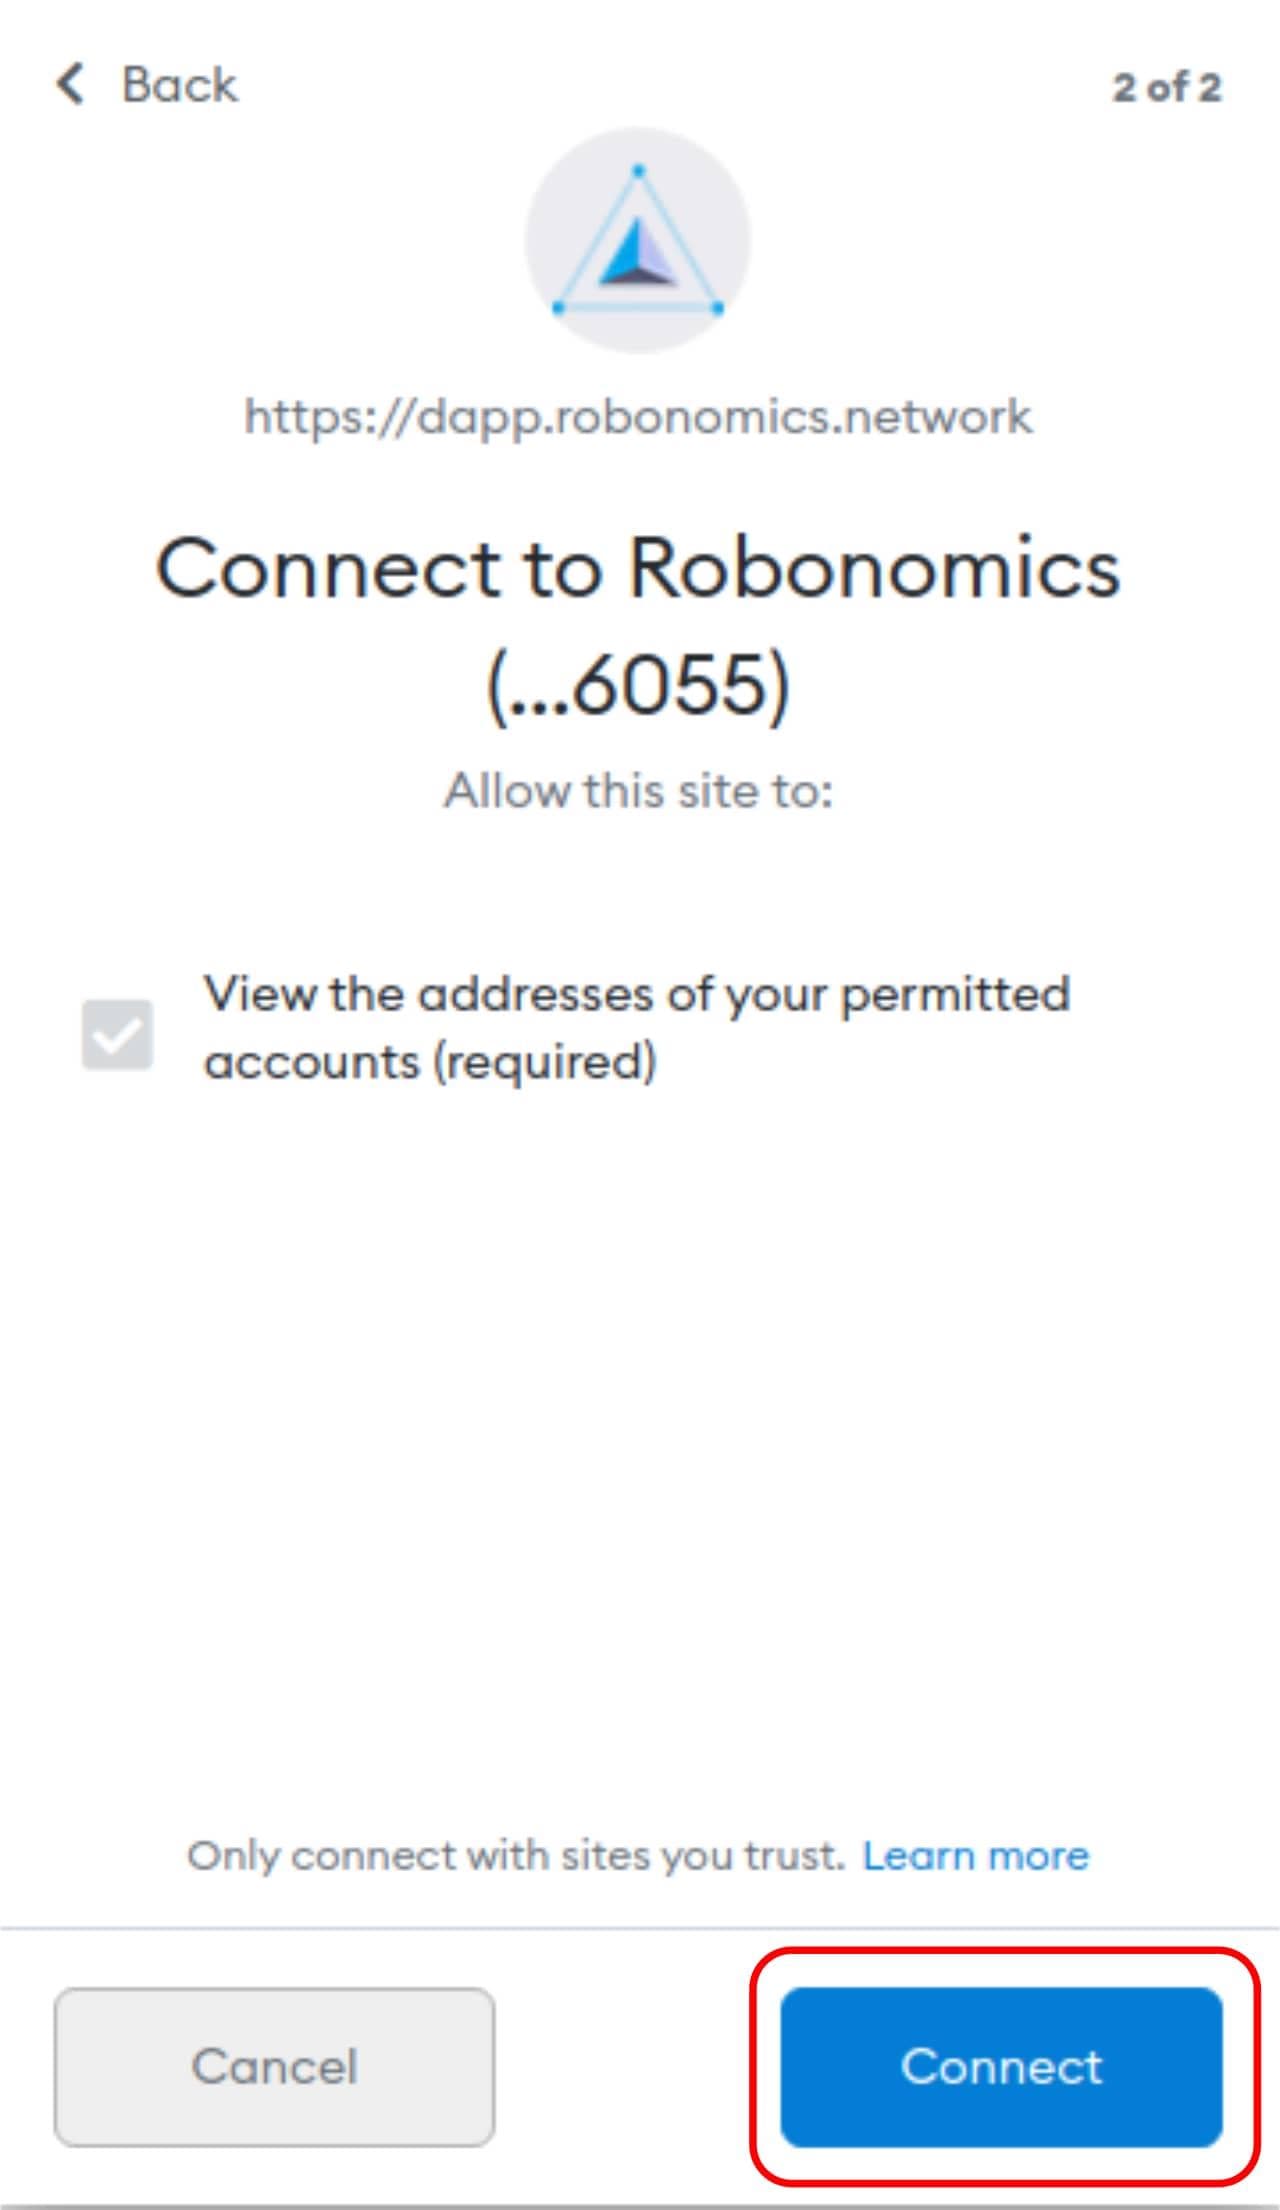 Back
2 of 2
https://dapp.robonomics.network
Connect to Robonomics
(...6055)
Allow this site to:
View the addresses of your permitted
accounts (required)
Only connect with sites you trust. Learn more
Cancel
Connect